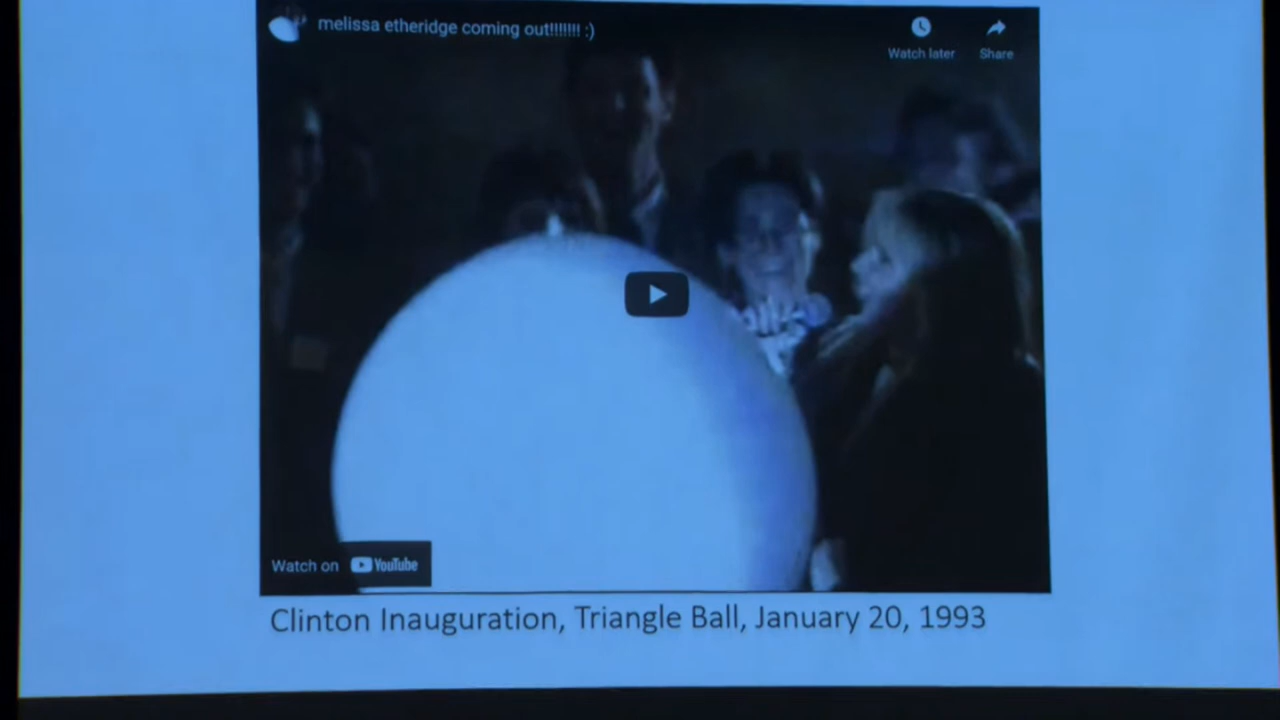 melissa etheridge coming out!!!!!!! :)
Watch later
Share
Watch on YouTube
Clinton Inauguration, Triangle Ball, January 20, 1993